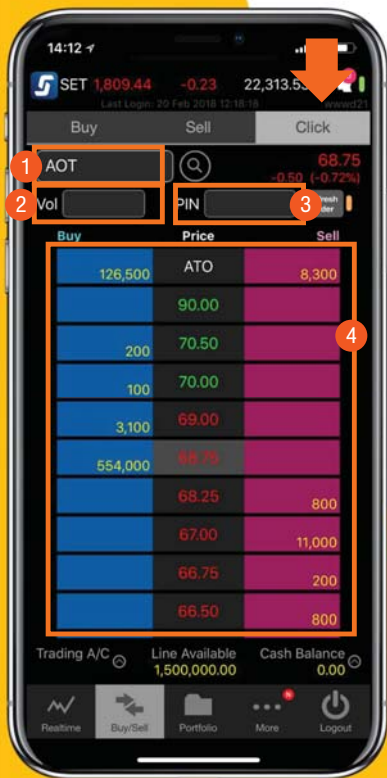 14:12
SET 1,809.44 -0.23 22,313.53
Last Login: 20 Feb 2018 12:18:18 wwwd21
Buy Sell Click
1 AOT 68.75
-0.50 (-0.72%)
2 Vol PIN 3
Buy Price Sell
126,500 ATO 8,300
90.00
4
200 70.50
100 70.00
3,100 69.00
554,000 68.75
68.25 800
67.00 11,000
66.75 200
66.50 800
Trading A/C Line Available Cash Balance
1,500,000.00 0.00
Realtime Buy/Sell Portfolio More Logout